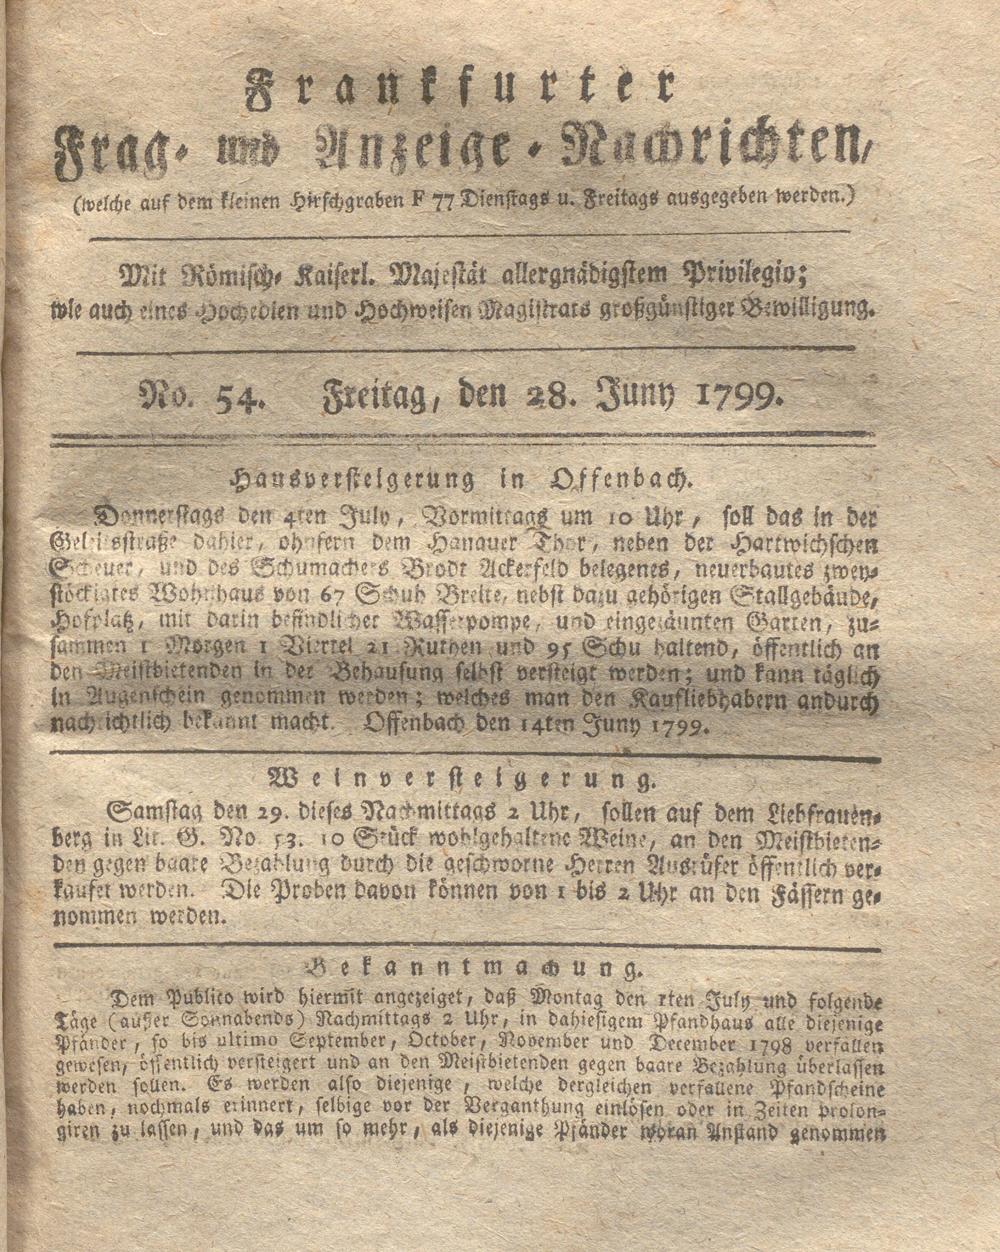 Frankfurter
Frag- und Anzeige-Nachrichten,
(welche auf dem kleinen Hirschgraben F 77 Dienstags u. Freitags ausgegeben werden.)
Mit Römisch- Kaiserl. Majestät allergnädigstem Privilegio;
wie auch eines Hochedlen und Hochweisen Magistrats großgünstiger Bewilligung.
No. 54. Freitag, den 28. Juny 1799.
Hausversteigerung in Offenbach.
Donnerstags den 4ten July, Vormittags um 10 Uhr, soll das in der
Geleitsstraße dahier, ohnfern dem Hanauer Thor, neben der Hartwichschen
Scheuer, und des Schumachers Brodt Ackerfeld belegenes, neuerbautes zwey-
stöckigtes Wohnhaus von 67 Schuh Breite, nebst dazu gehörigen Stallgebäude,
Hofplatz, mit darin befindlicher Wasserpompe, und eingezäunten Garten, zu-
sammen 1 Morgen 1 Viertel 21 Ruthen und 95 Schu haltend, öffentlich an
den Meistbietenden in der Behausung selbst versteigt werden; und kann täglich
in Augenschein genommen werden; welches man den Kaufliebhabern andurch
nachrichtlich bekannt macht. Offenbach den 14ten Juny 1799.
Weinversteigerung.
Samstag den 29. dieses Nachmittags 2 Uhr, sollen auf dem Liebfrauen-
berg in Lit. G. No 53. 10 Stück wohlgehaltene Weine, an den Meistbieten-
den gegen baare Bezahlung durch die geschworne Herren Ausrüfer öffentlich ver-
kaufet werden. Die Proben davon können von 1 bis 2 Uhr an den Fässern ge-
nommen werden.
Bekanntmachung.
Dem Publico wird hiermit angezeiget, daß Montag den 1ten July und folgende
Täge (außer Sonnabends) Nachmittags 2 Uhr, in dahiesigem Pfandhaus alle diejenige
Pfänder, so bis ultimo September, October, November und December 1798 verfallen
gewesen, öffentlich versteigert und an den Meistbietenden gegen baare Bezahlung überlassen
werden sollen. Es werden also diejenige, welche dergleichen verfallene Pfandscheine
haben, nochmals erinnert, selbige vor der Verganthung einlösen oder in Zeiten prolon-
giren zu lassen, und das um so mehr, als diejenige Pfänder woran Anstand genommen